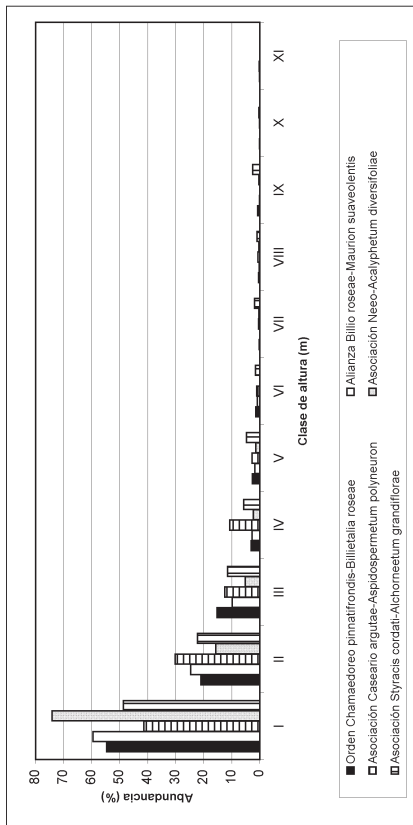 Abundancia (%)
80
70
60
50
40
30
20
10
0
I
II
III
IV
V
VI
VII
VIII
IX
X
XI
Clase de altura (m)
Orden Chamaedoreo pinnatifrondis-Billietalia roseae
Alianza Billio roseae-Maurion suaveolentis
Asociación Caseario argutae-Aspidospermetum polyneuron
Asociación Neeo-Acalyphetum diversifoliae
Asociación Styracis cordati-Alchorneetum grandiflorae